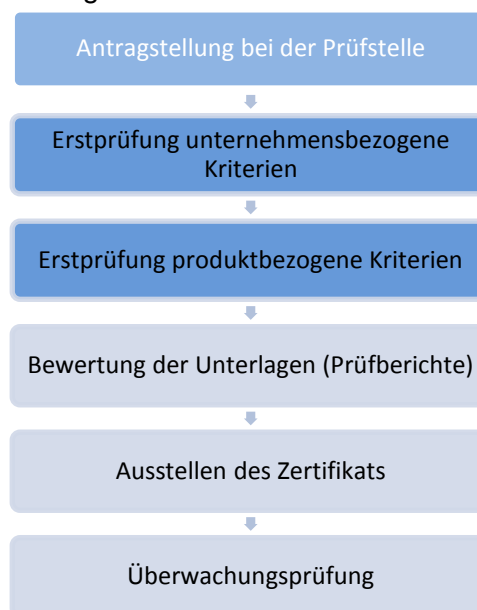 Antragstellung bei der Prüfstelle
Erstprüfung unternehmensbezogene
Kriterien
Erstprüfung produktbezogene Kriterien
Bewertung der Unterlagen (Prüfberichte)
Ausstellen des Zertifikats
Überwachungsprüfung